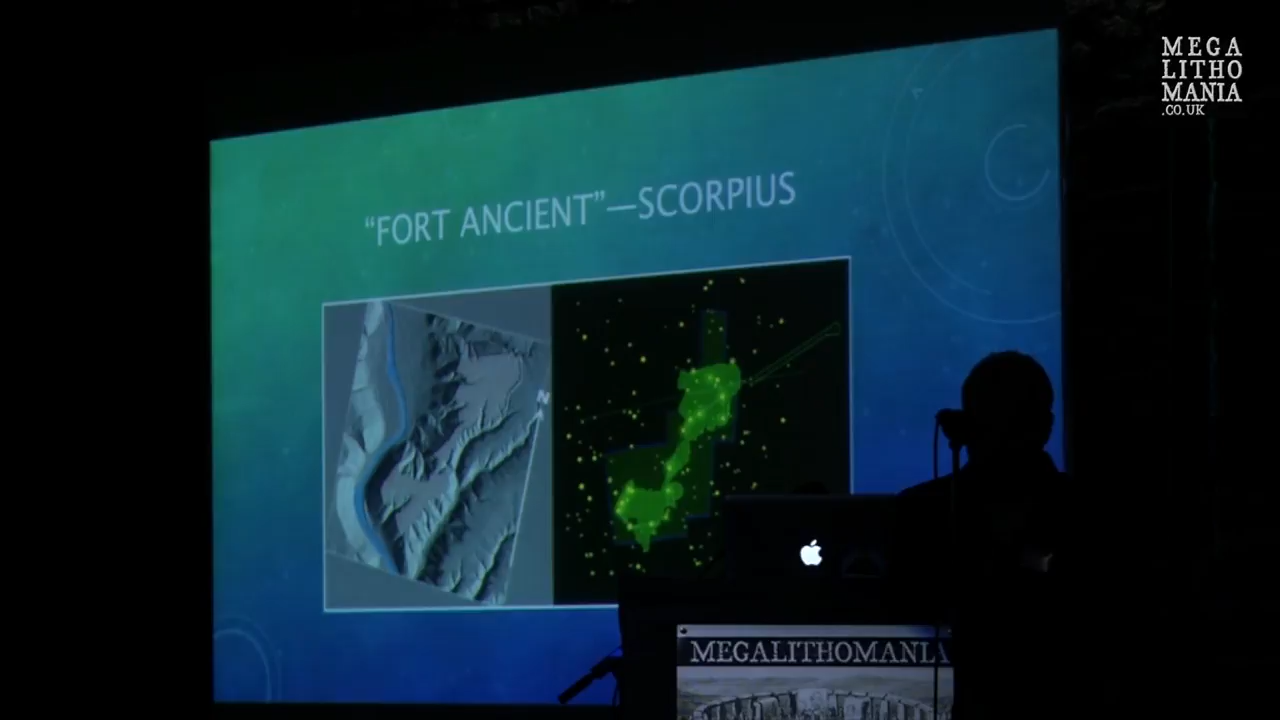 MEGA
LITHO
MANIA
.CO.UK
“FORT ANCIENT”—SCORPIUS
N
MEGALITHOMANIA